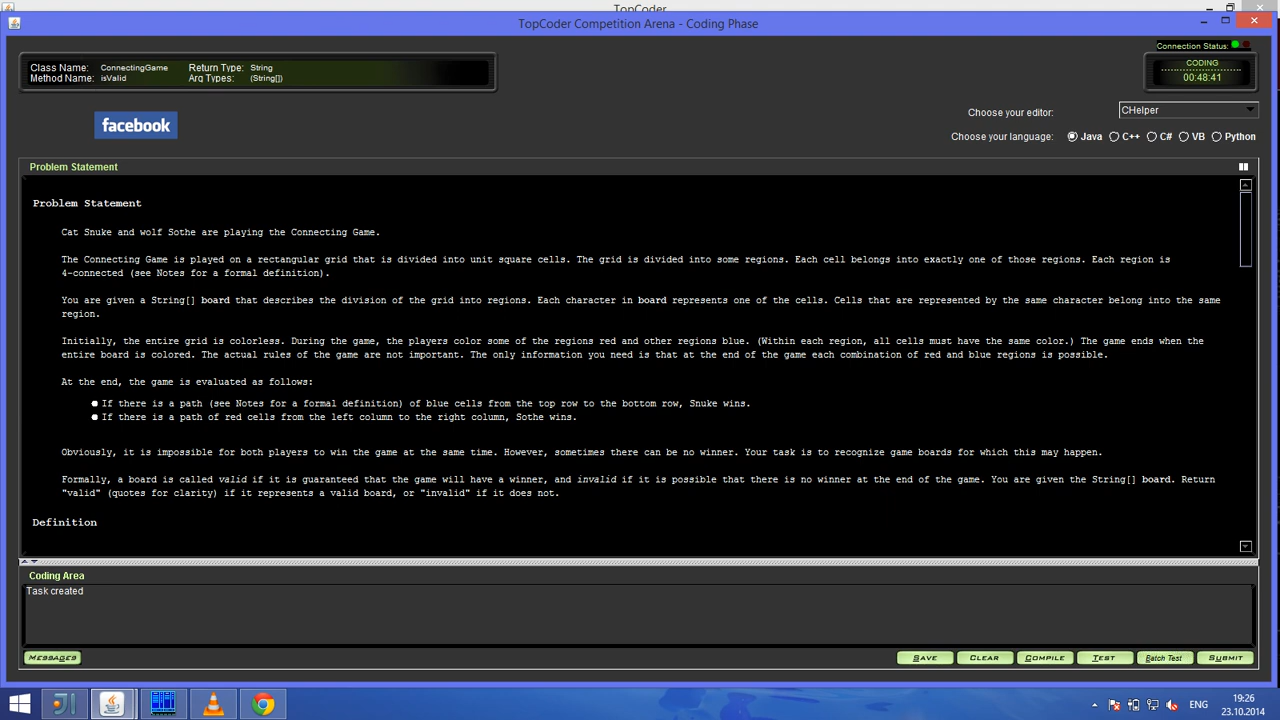 TopCoder
TopCoder Competition Arena - Coding Phase
Connection Status:
Class Name: ConnectingGame Return Type: String
Method Name: isValid Arg Types: (String[])
CODING
00:48:41
facebook
Choose your editor: CHelper
Choose your language: Java C++ C# VB Python
Problem Statement
Problem Statement
Cat Snuke and wolf Sothe are playing the Connecting Game.
The Connecting Game is played on a rectangular grid that is divided into unit square cells. The grid is divided into some regions. Each cell belongs into exactly one of those regions. Each region is
4-connected (see Notes for a formal definition).
You are given a String[] board that describes the division of the grid into regions. Each character in board represents one of the cells. Cells that are represented by the same character belong into the same
region.
Initially, the entire grid is colorless. During the game, the players color some of the regions red and other regions blue. (Within each region, all cells must have the same color.) The game ends when the
entire board is colored. The actual rules of the game are not important. The only information you need is that at the end of the game each combination of red and blue regions is possible.
At the end, the game is evaluated as follows:
If there is a path (see Notes for a formal definition) of blue cells from the top row to the bottom row, Snuke wins.
If there is a path of red cells from the left column to the right column, Sothe wins.
Obviously, it is impossible for both players to win the game at the same time. However, sometimes there can be no winner. Your task is to recognize game boards for which this may happen.
Formally, a board is called valid if it is guaranteed that the game will have a winner, and invalid if it is possible that there is no winner at the end of the game. You are given the String[] board. Return
"valid" (quotes for clarity) if it represents a valid board, or "invalid" if it does not.
Definition
Coding Area
Task created
MESSAGES SAVE CLEAR COMPILE TEST Batch Test SUBMIT
ENG
19:26
23.10.2014